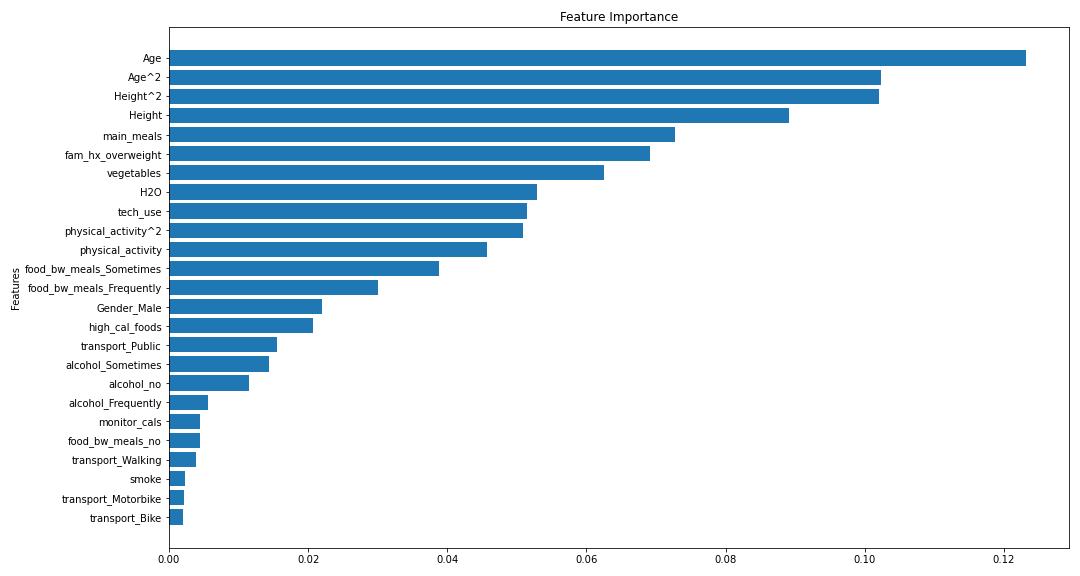 Feature Importance
Features
Age
Age^2
Height^2
Height
main_meals
fam_hx_overweight
vegetables
H2O
tech_use
physical_activity^2
physical_activity
food_bw_meals_Sometimes
food_bw_meals_Frequently
Gender_Male
high_cal_foods
transport_Public
alcohol_Sometimes
alcohol_no
alcohol_Frequently
monitor_cals
food_bw_meals_no
transport_Walking
smoke
transport_Motorbike
transport_Bike
0.00 0.02 0.04 0.06 0.08 0.10 0.12